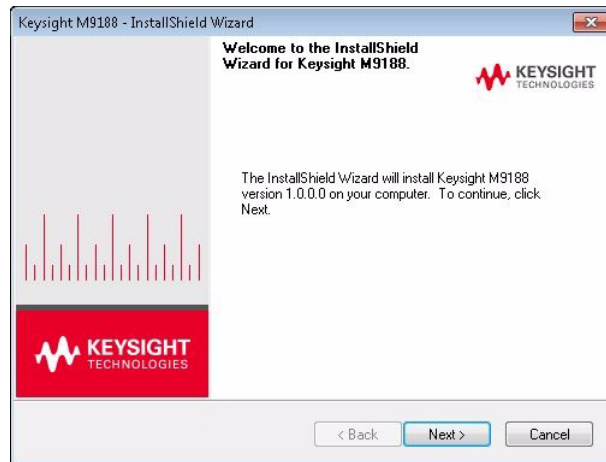 Keysight M9188 - InstallShield Wizard
Welcome to the InstallShield
Wizard for Keysight M9188.
KEYSIGHT
TECHNOLOGIES
The InstallShield Wizard will install Keysight M9188
version 1.0.0.0 on your computer. To continue, click
Next.
KEYSIGHT
TECHNOLOGIES
< Back
Next >
Cancel